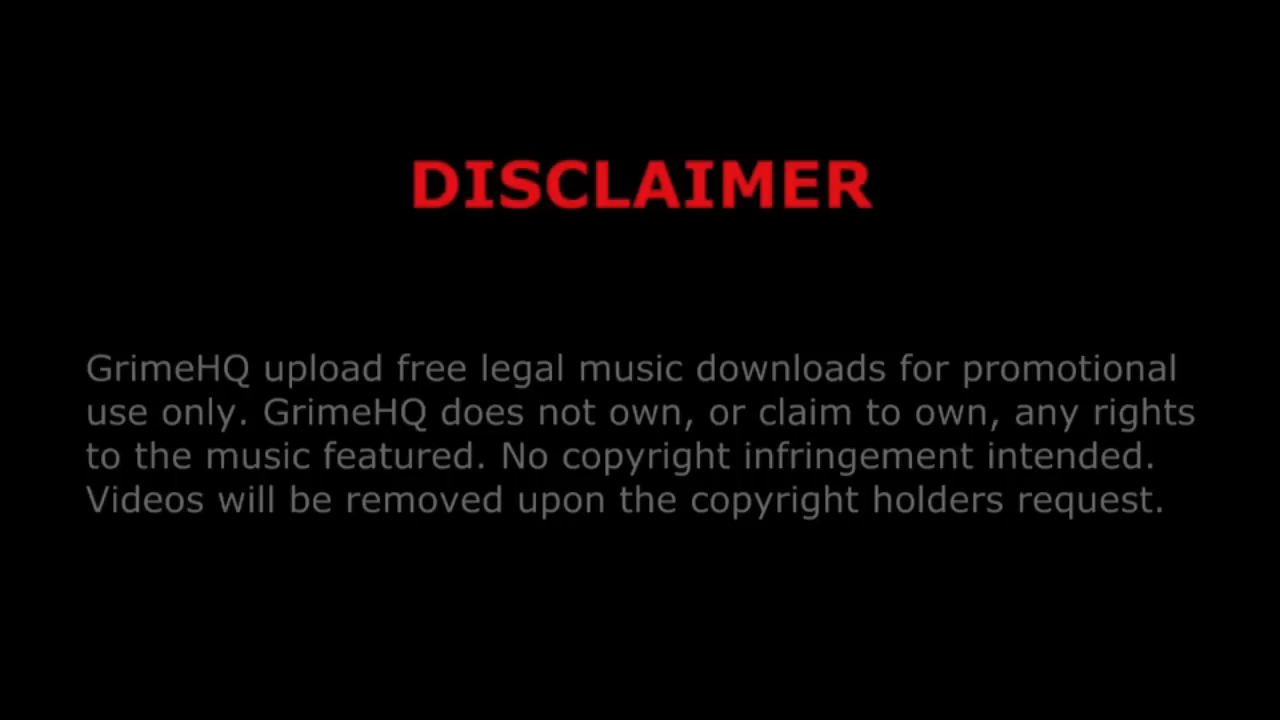 DISCLAIMER
GrimeHQ upload free legal music downloads for promotional
use only. GrimeHQ does not own, or claim to own, any rights
to the music featured. No copyright infringement intended.
Videos will be removed upon the copyright holders request.